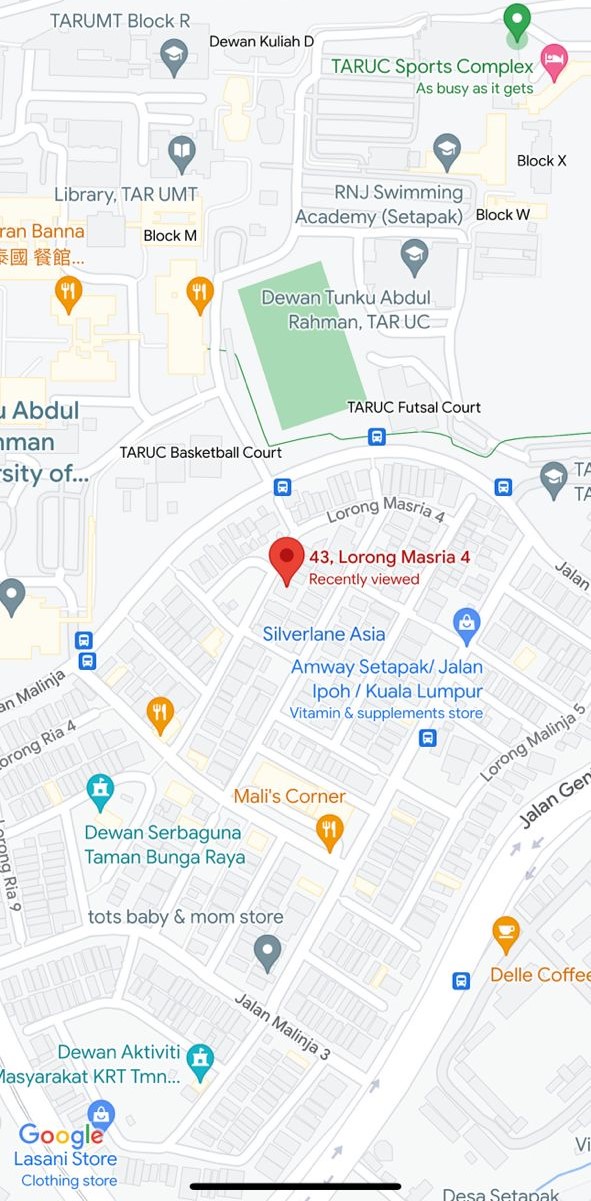 TARUMT Block R
Dewan Kuliah D
TARUC Sports Complex
As busy as it gets
Block X
Library, TAR UMT
RNJ Swimming
Academy (Setapak)
Block W
ran Banna
泰國 餐館...
Block M
Dewan Tunku Abdul
Rahman, TAR UC
u Abdul
hman
rsity of...
TARUC Futsal Court
TARUC Basketball Court
TA
TA
Lorong Masria 4
43, Lorong Masria 4
Recently viewed
Jalan
Silverlane Asia
Amway Setapak/ Jalan
Ipoh / Kuala Lumpur
Vitamin & supplements store
an Malinja
orong Ria 4
Lorong Malinja 5
Jalan Gen
Mali's Corner
Dewan Serbaguna
Taman Bunga Raya
Lorong Ria 9
tots baby & mom store
Delle Coffee
Jalan Malinja 3
Dewan Aktiviti
Masyarakat KRT Tmn...
Google
Lasani Store
Clothing store
Vi
Desa Setapak